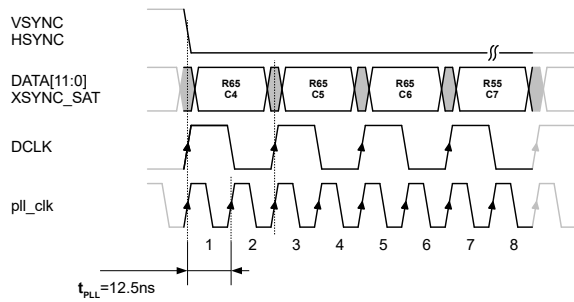 VSYNC
HSYNC
DATA[11:0]
XSYNC_SAT
R65
C4
R65
C5
R65
C6
R55
C7
DCLK
pll_clk
1 2 3 4 5 6 7 8
tPLL=12.5ns